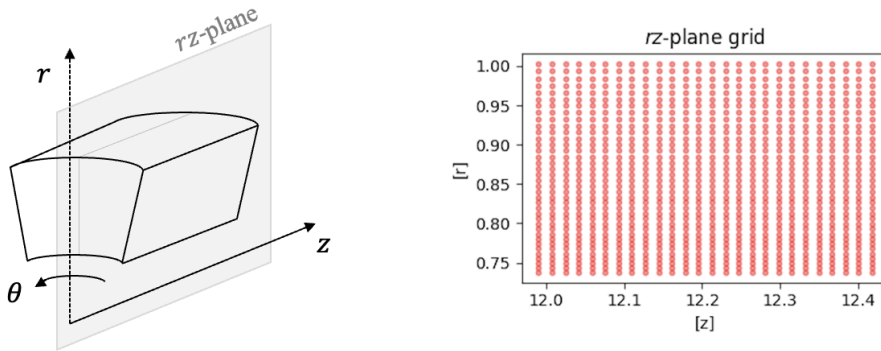 rz-plane
r
z
θ
rz-plane grid
1.00
0.95
0.90
0.85
0.80
0.75
[r]
12.0 12.1 12.2 12.3 12.4
[z]